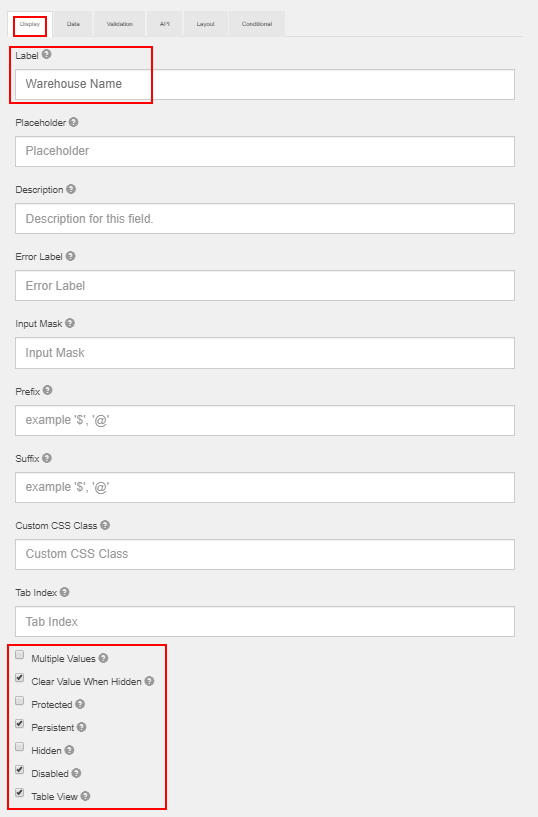 Display Data Validation API Layout Conditional
Label
Warehouse Name
Placeholder
Placeholder
Description
Description for this field.
Error Label
Error Label
Input Mask
Input Mask
Prefix
example '$', '@'
Suffix
example '$', '@'
Custom CSS Class
Custom CSS Class
Tab Index
Tab Index
Multiple Values
Clear Value When Hidden
Protected
Persistent
Hidden
Disabled
Table View